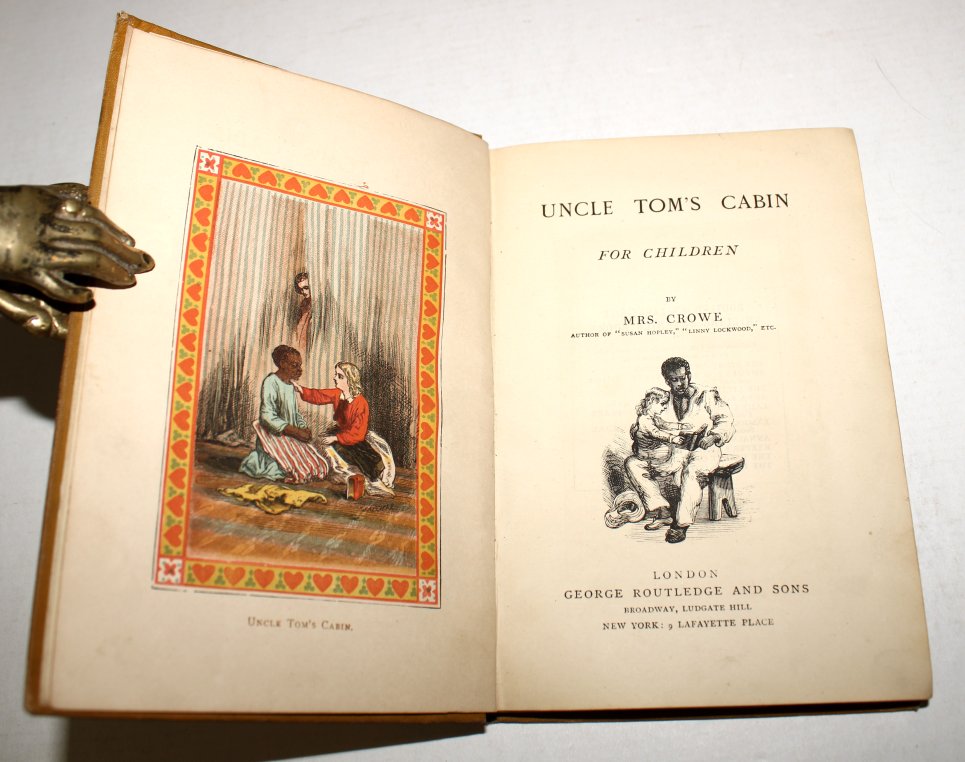 UNCLE TOM'S CABIN.
UNCLE TOM'S CABIN
FOR CHILDREN
BY
MRS. CROWE
AUTHOR OF "SUSAN HOPLEY," "LINNY LOCKWOOD," ETC.
LONDON
GEORGE ROUTLEDGE AND SONS
BROADWAY, LUDGATE HILL
NEW YORK: 9 LAFAYETTE PLACE